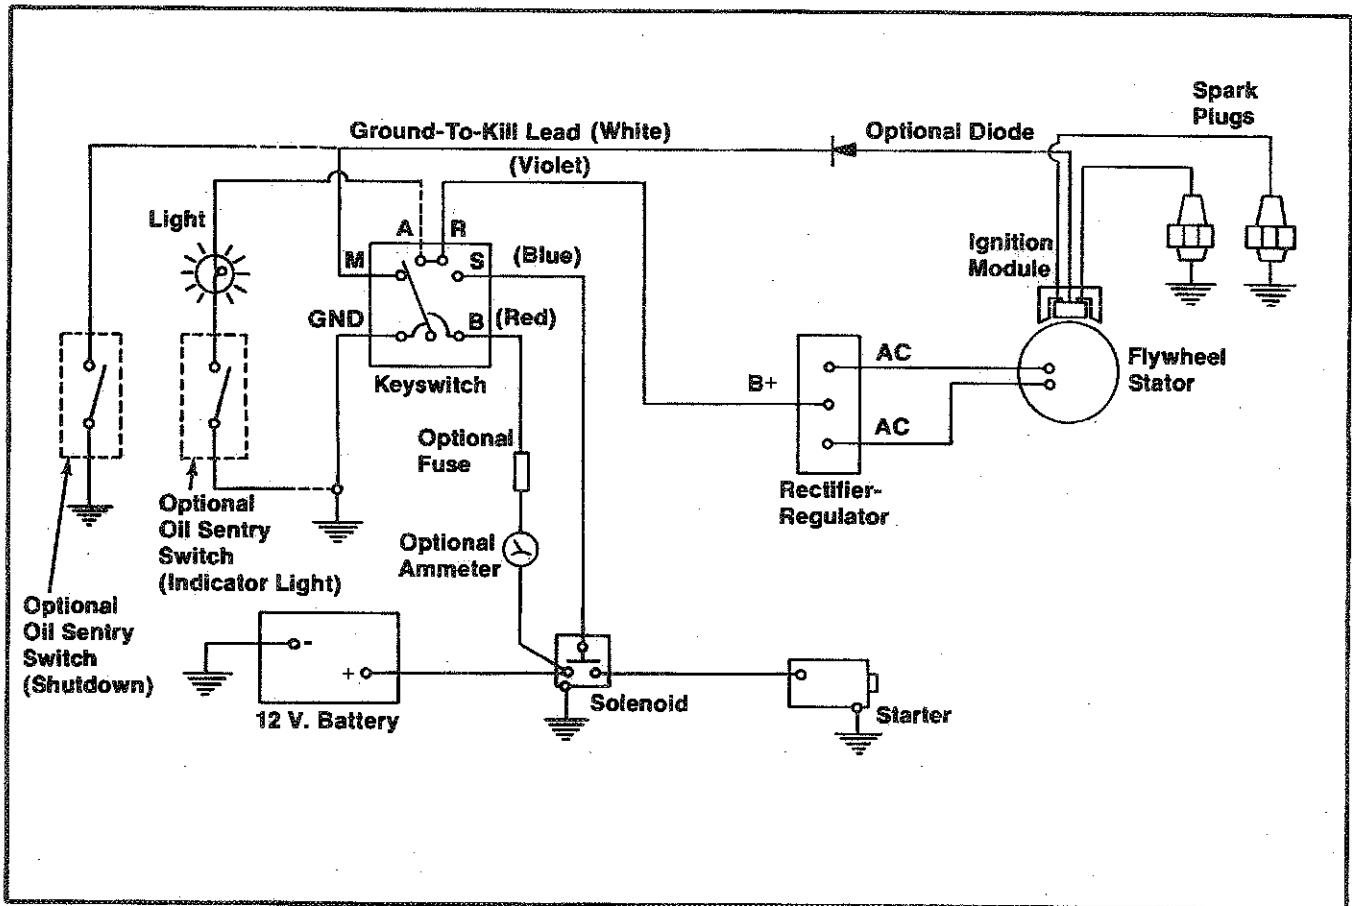 Spark
Plugs
Ground-To-Kill Lead (White)
Optional Diode
(Violet)
Light
A
R
Ignition
Module
M
S
(Blue)
GND
B
(Red)
Keyswitch
AC
B+
AC
Flywheel
Stator
Optional
Fuse
Rectifier-
Regulator
Optional
Oil Sentry
Switch
(Indicator Light)
Optional
Ammeter
Optional
Oil Sentry
Switch
(Shutdown)
-
+
12 V. Battery
Solenoid
Starter